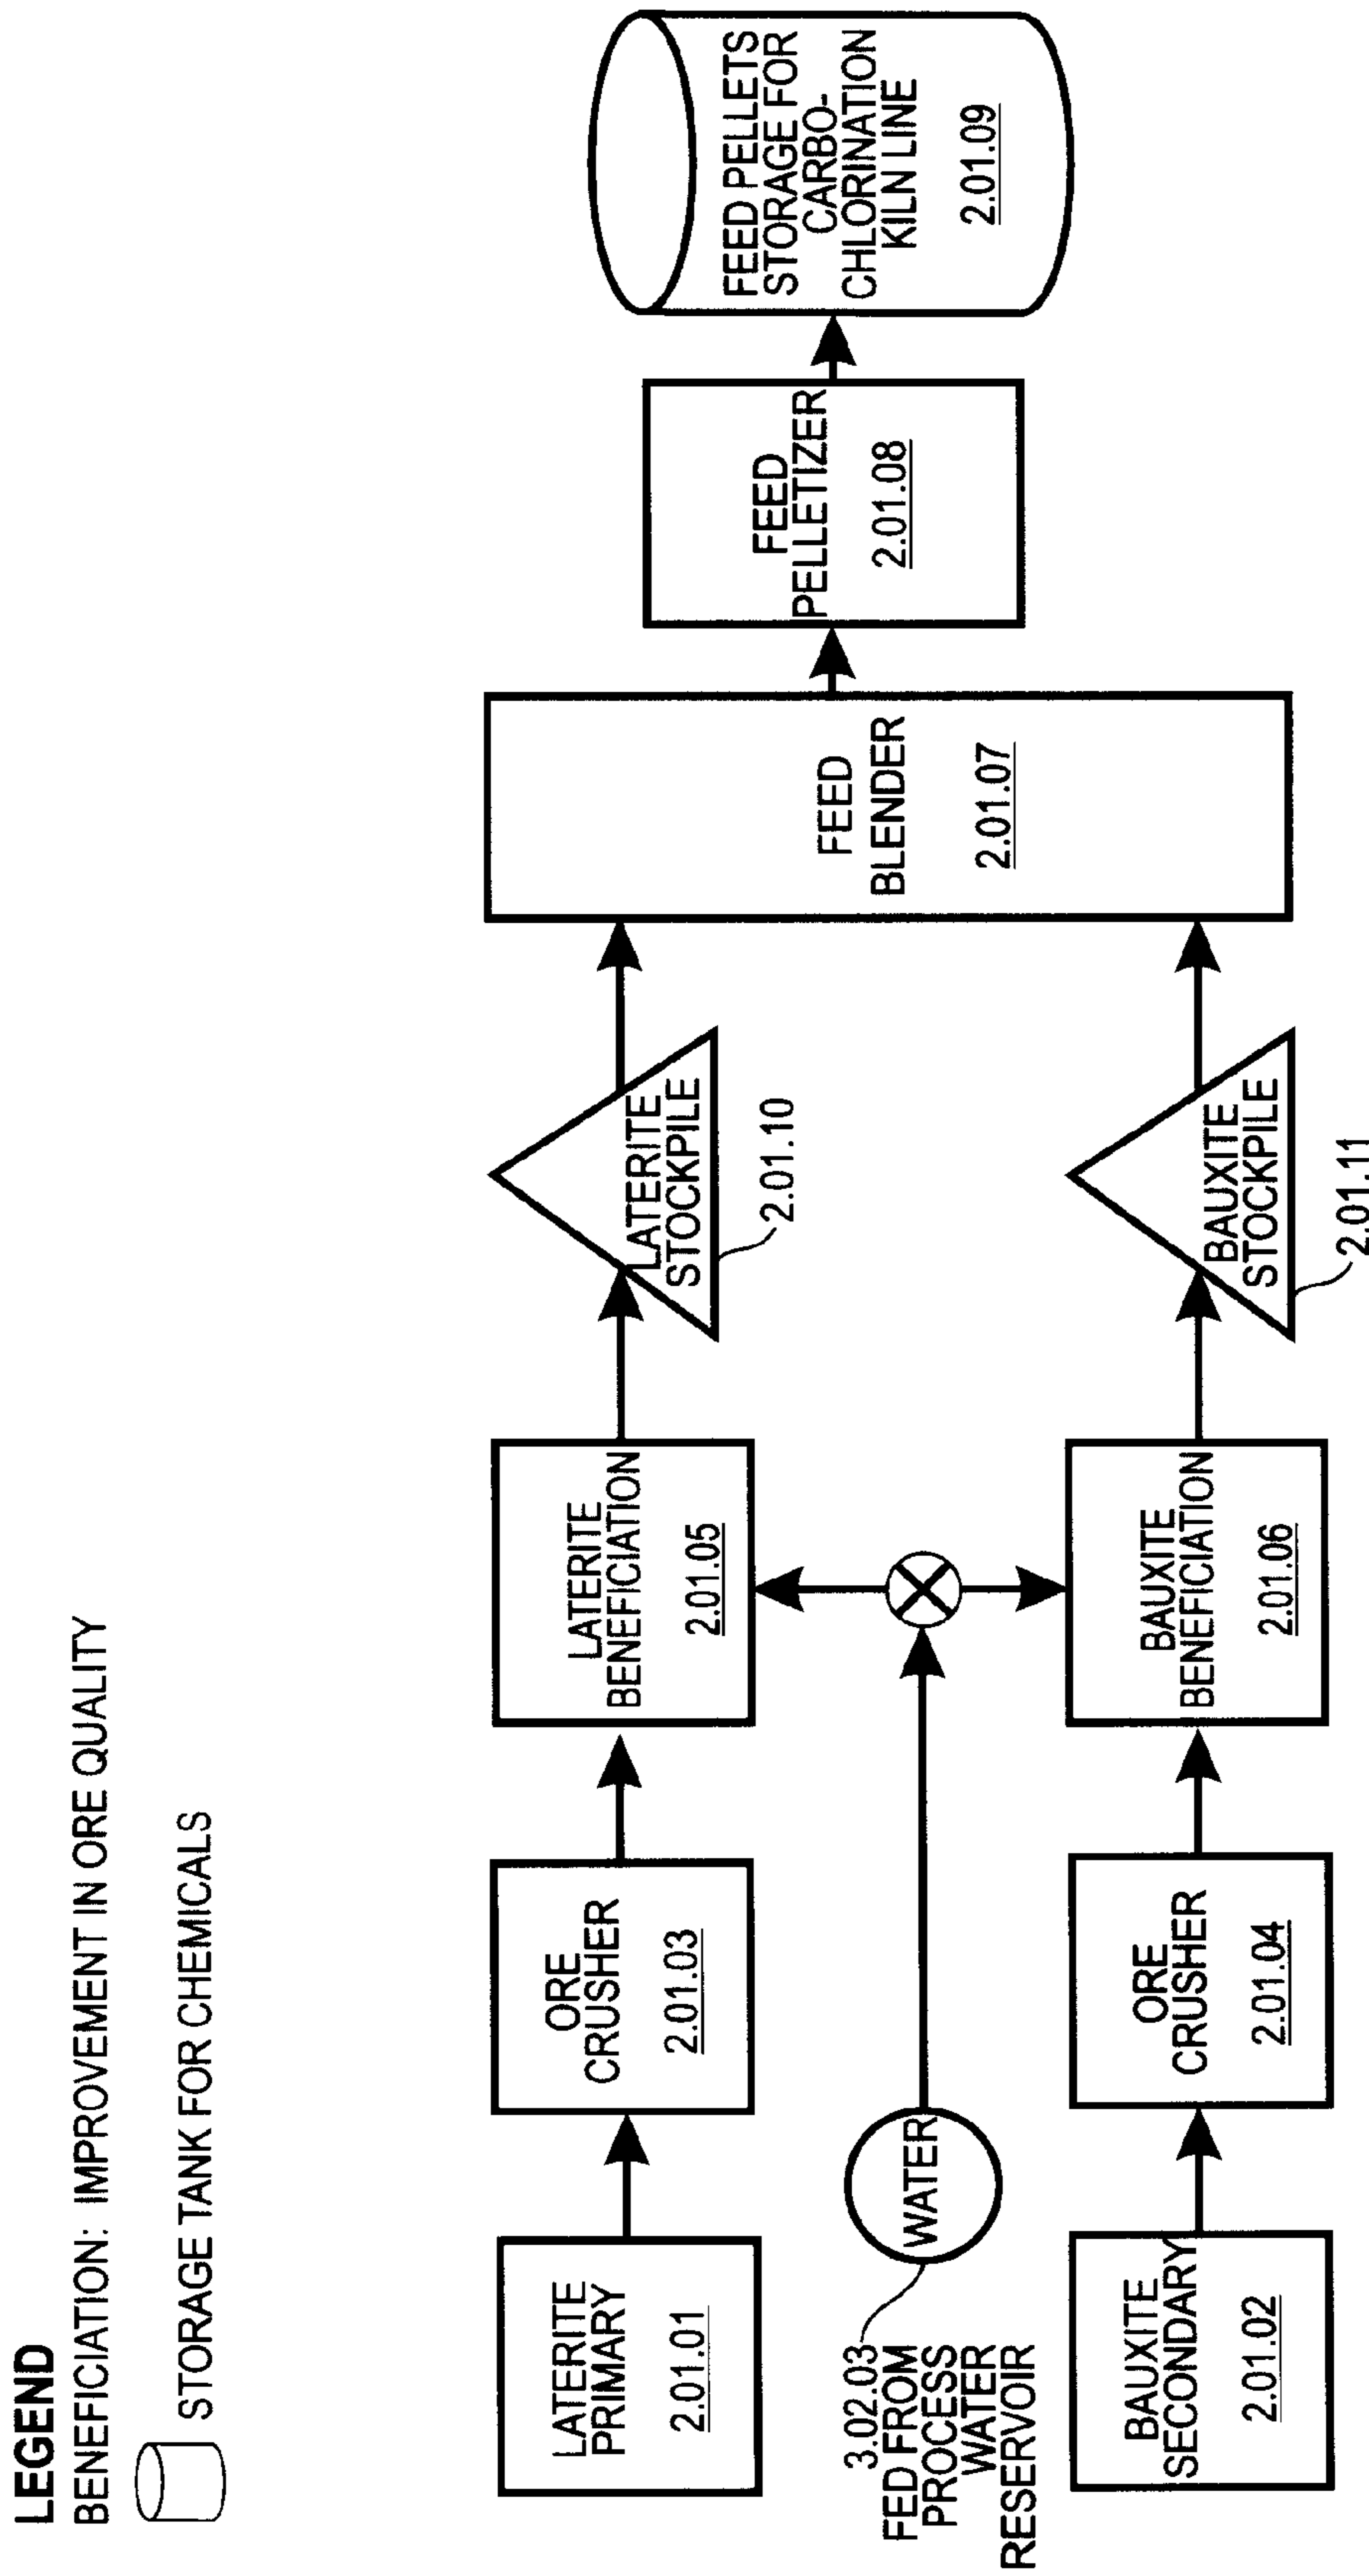 LEGEND
BENEFICIATION: IMPROVEMENT IN ORE QUALITY
STORAGE TANK FOR CHEMICALS
LATERITE
PRIMARY
2.01.01
ORE
CRUSHER
2.01.03
LATERITE
BENEFICIATION
2.01.05
LATERITE
STOCKPILE
2.01.10
3.02.03
FED FROM
PROCESS
WATER
RESERVOIR
WATER
BAUXITE
SECONDARY
2.01.02
ORE
CRUSHER
2.01.04
BAUXITE
BENEFICIATION
2.01.06
BAUXITE
STOCKPILE
2.01.11
FEED
BLENDER
2.01.07
FEED
PELLETIZER
2.01.08
FEED PELLETS
STORAGE FOR
CARBO-
CHLORINATION
KILN LINE
2.01.09